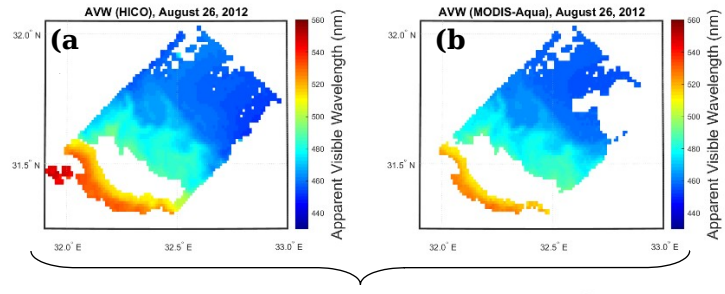 AVW (HICO), August 26, 2012
(a)
32.0° N
31.5° N
32.0° E
32.5° E
33.0° E
560
540
520
500
480
460
440
Apparent Visible Wavelength (nm)
AVW (MODIS-Aqua), August 26, 2012
(b)
32.0° N
31.5° N
32.0° E
32.5° E
33.0° E
560
540
520
500
480
460
440
Apparent Visible Wavelength (nm)